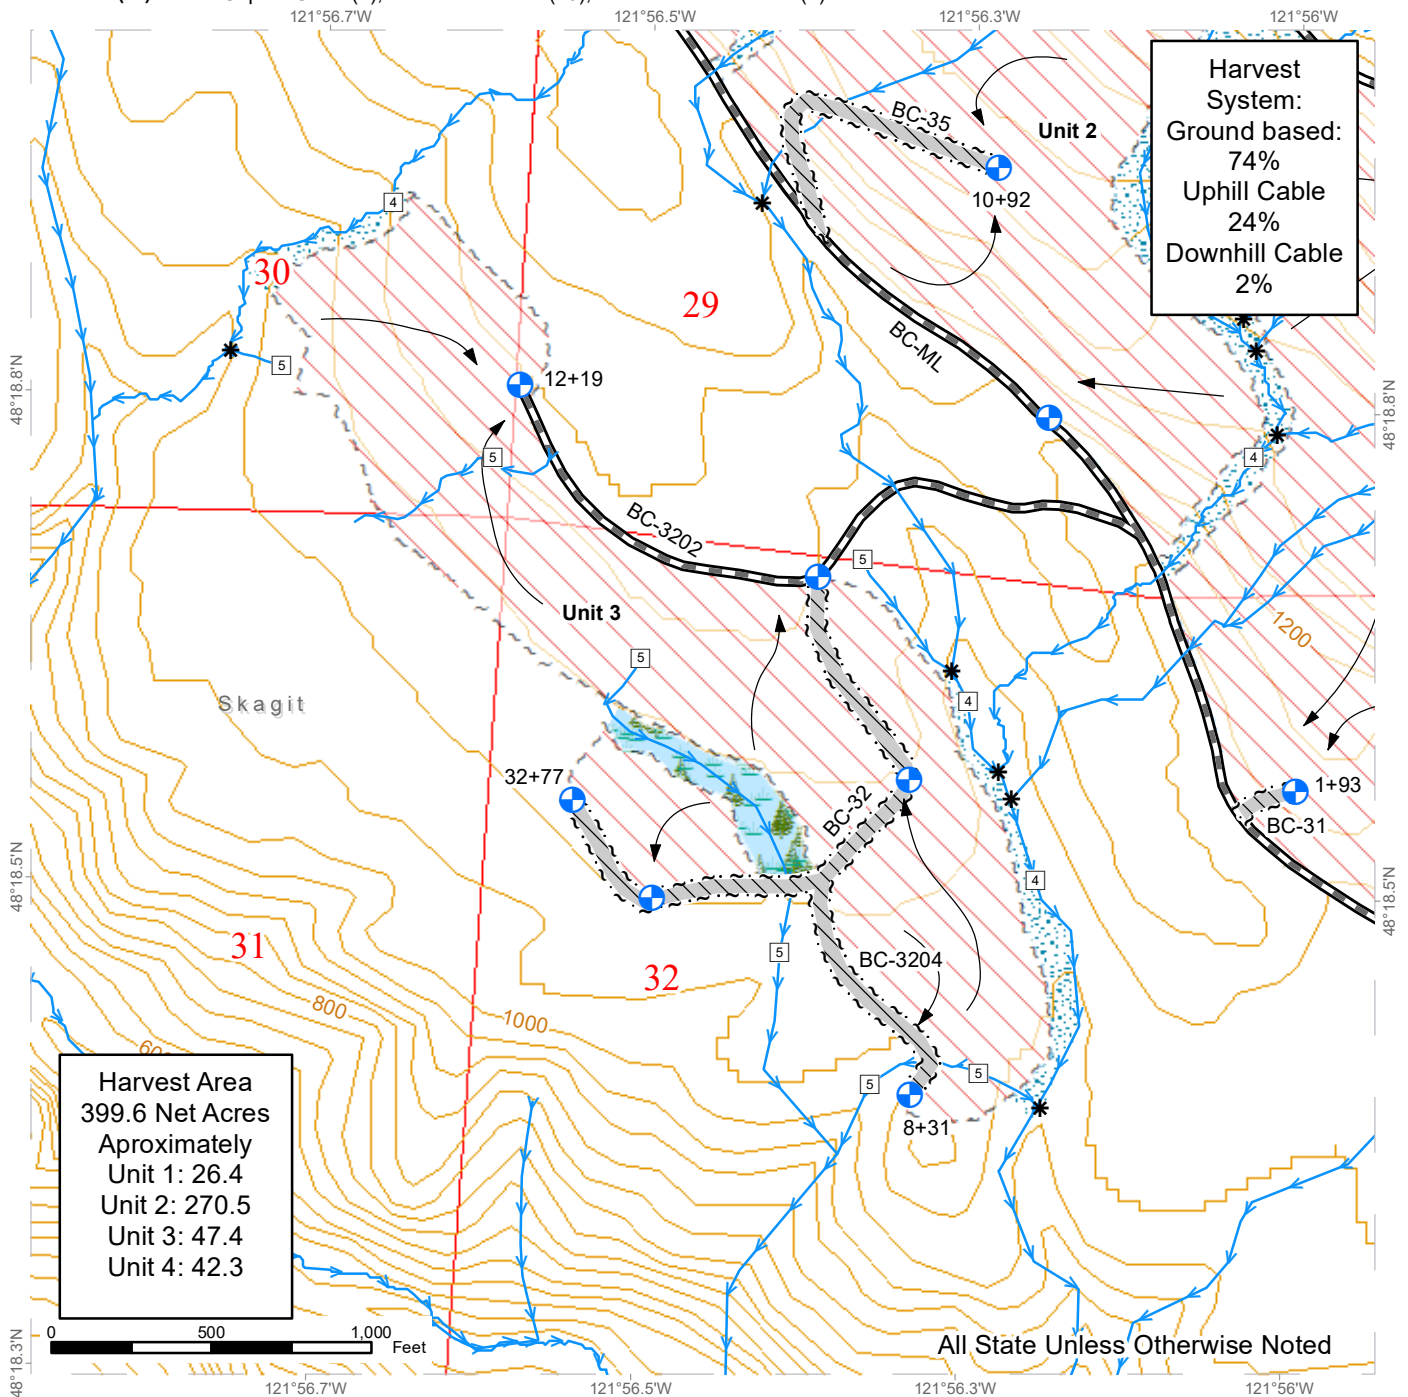 121°56.7'W
121°56.5'W
121°56.3'W
121°56'W
Harvest
System:
Ground based:
74%
Uphill Cable
24%
Downhill Cable
2%
BC-35
Unit 2
10+92
4
30
29
5
BC-ML
12+19
48°18.8'N
48°18.8'N
5
4
BC-3202
5
Unit 3
1200
5
Skagit
4
32+77
BC-32
1+93
BC-31
48°18.5'N
48°18.5'N
4
31
5
BC-3204
32
800
1000
5
5
8+31
Harvest Area
399.6 Net Acres
Aproximately
Unit 1: 26.4
Unit 2: 270.5
Unit 3: 47.4
Unit 4: 42.3
0
500
1,000
Feet
All State Unless Otherwise Noted
48°18.3'N
121°56.7'W
121°56.5'W
121°56.3'W
121°56'W
48°18.3'N